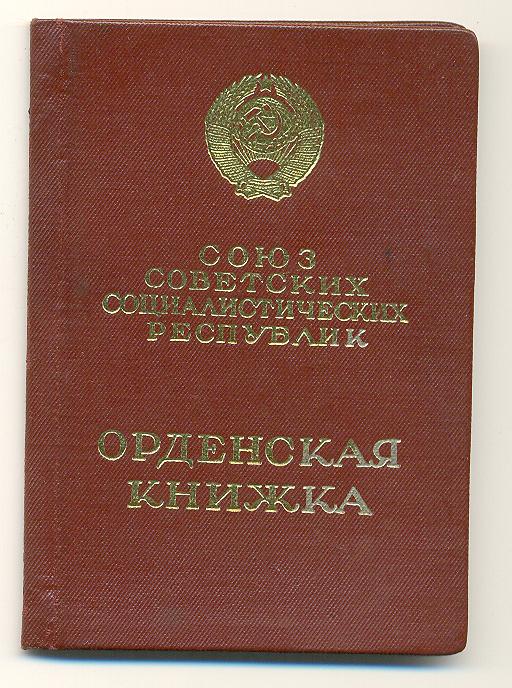 СОЮЗ
СОВЕТСКИХ
СОЦИАЛИСТИЧЕСКИХ
РЕСПУБЛИК
ОРДЕНСКАЯ
КНИЖКА